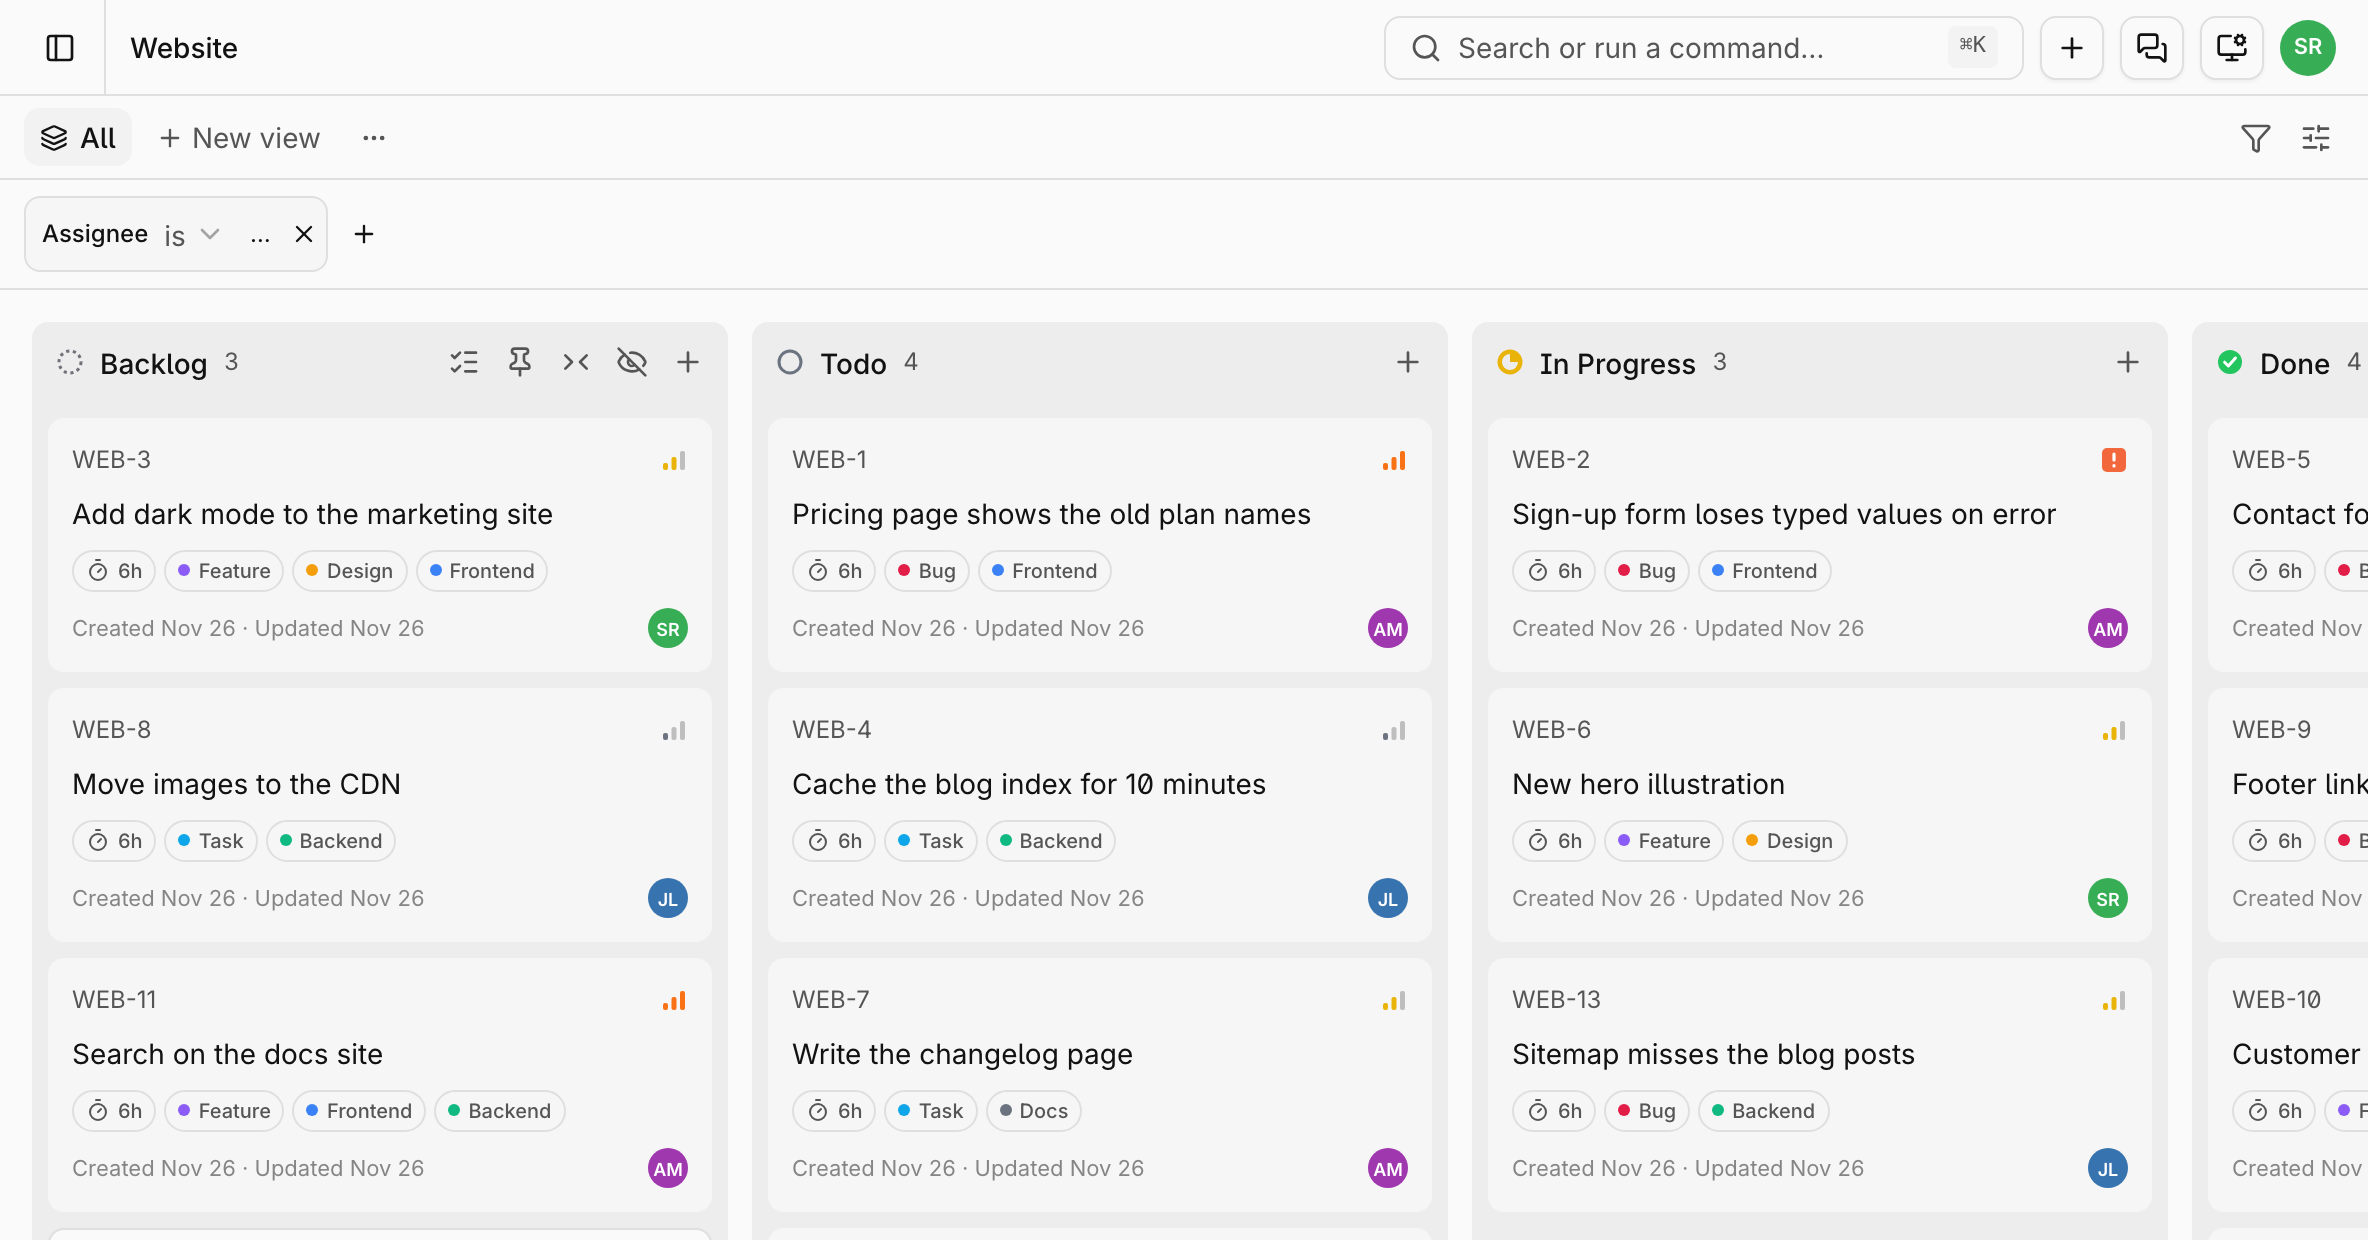 Website
Search or run a command...
⌘K
SR
All
New view
Assignee is ...
Backlog 3
WEB-3
Add dark mode to the marketing site
6h Feature Design Frontend
Created Nov 26 · Updated Nov 26
SR
WEB-8
Move images to the CDN
6h Task Backend
Created Nov 26 · Updated Nov 26
JL
WEB-11
Search on the docs site
6h Feature Frontend Backend
Created Nov 26 · Updated Nov 26
AM
Todo 4
WEB-1
Pricing page shows the old plan names
6h Bug Frontend
Created Nov 26 · Updated Nov 26
AM
WEB-4
Cache the blog index for 10 minutes
6h Task Backend
Created Nov 26 · Updated Nov 26
JL
WEB-7
Write the changelog page
6h Task Docs
Created Nov 26 · Updated Nov 26
AM
In Progress 3
WEB-2
Sign-up form loses typed values on error
6h Bug Frontend
Created Nov 26 · Updated Nov 26
AM
WEB-6
New hero illustration
6h Feature Design
Created Nov 26 · Updated Nov 26
SR
WEB-13
Sitemap misses the blog posts
6h Bug Backend
Created Nov 26 · Updated Nov 26
JL
Done 4
WEB-5
Contact
6h
Created Nov
WEB-9
Footer
6h
Created Nov
WEB-10
Customer
6h
Created Nov